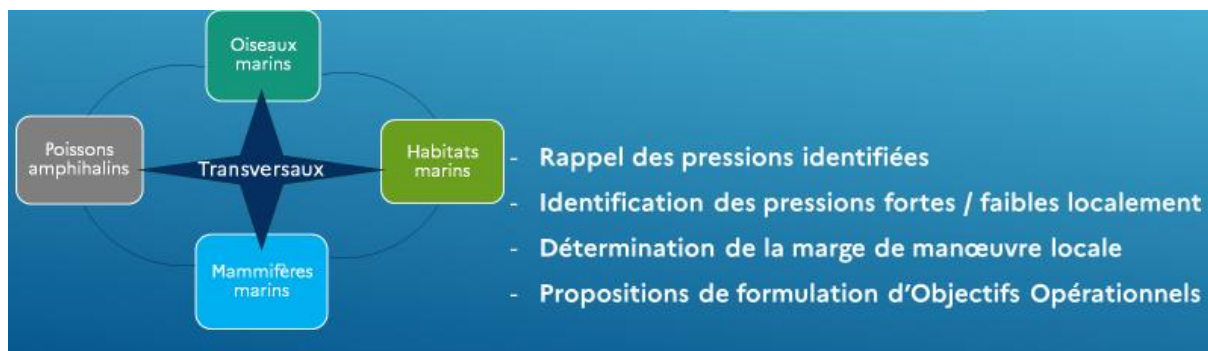 Oiseaux
marins
Poissons
amphihalins
Transversaux
Habitats
marins
Mammifères
marins
- Rappel des pressions identifiées
- Identification des pressions fortes / faibles localement
- Détermination de la marge de manœuvre locale
- Propositions de formulation d’Objectifs Opérationnels